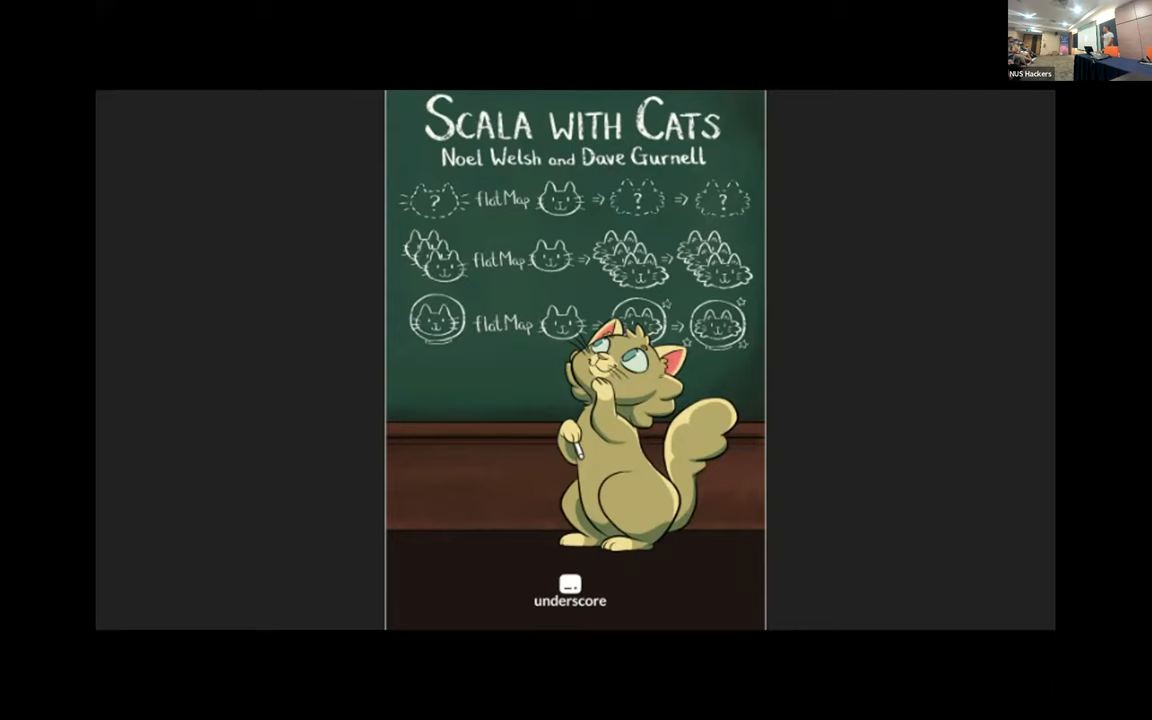 NUS Hackers
SCALA WITH CATS
Noel Welsh and Dave Gurnell
? flatMap ⇒ ? ⇒ ?
flatMap ⇒ ⇒
flatMap ⇒ ⇒
underscore